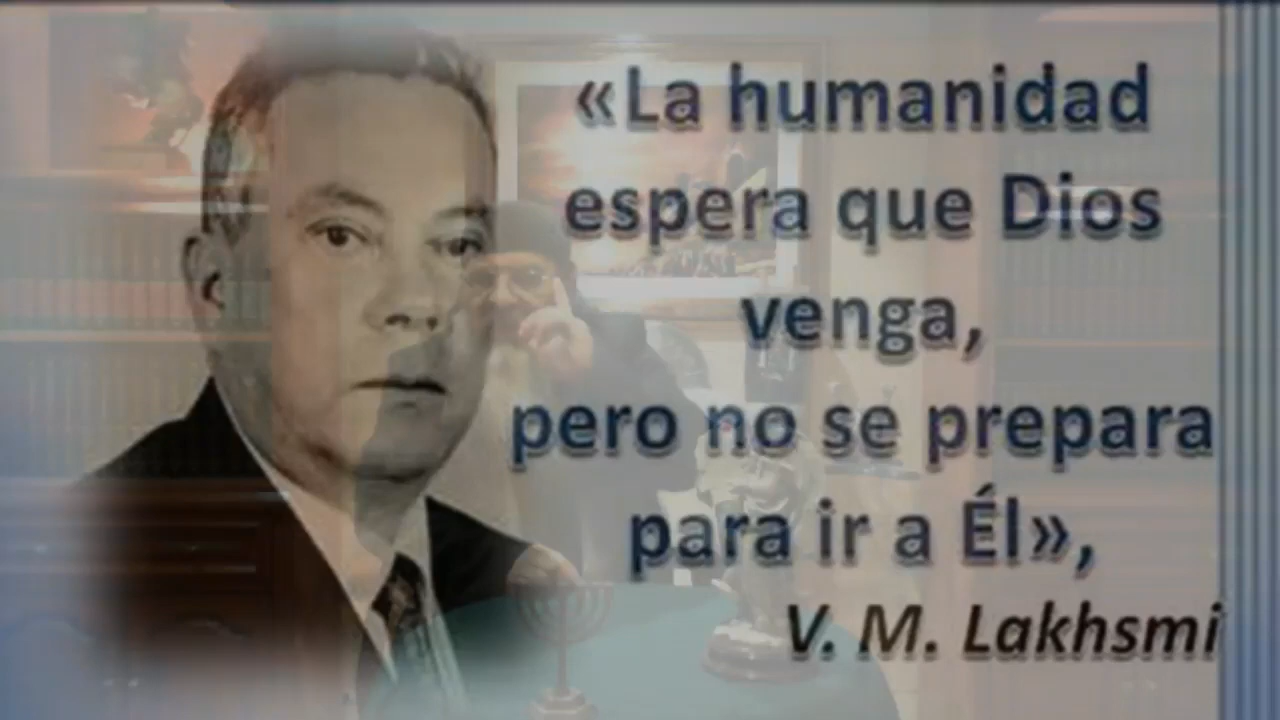 «La humanidad
espera que Dios
venga,
pero no se prepara
para ir a Él»,
V. M. Lakhsmi